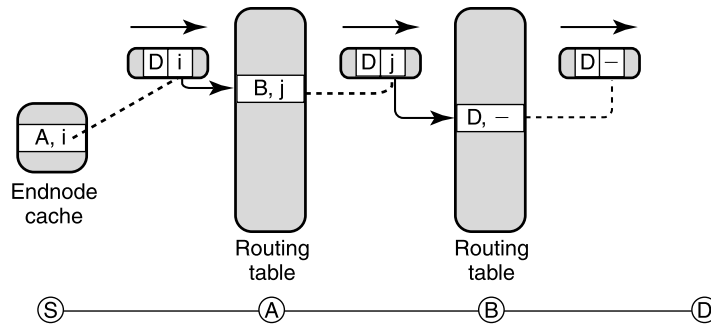 D i
D j
D –
B, j
D, –
A, i
Endnode
cache
Routing
table
Routing
table
S
A
B
D